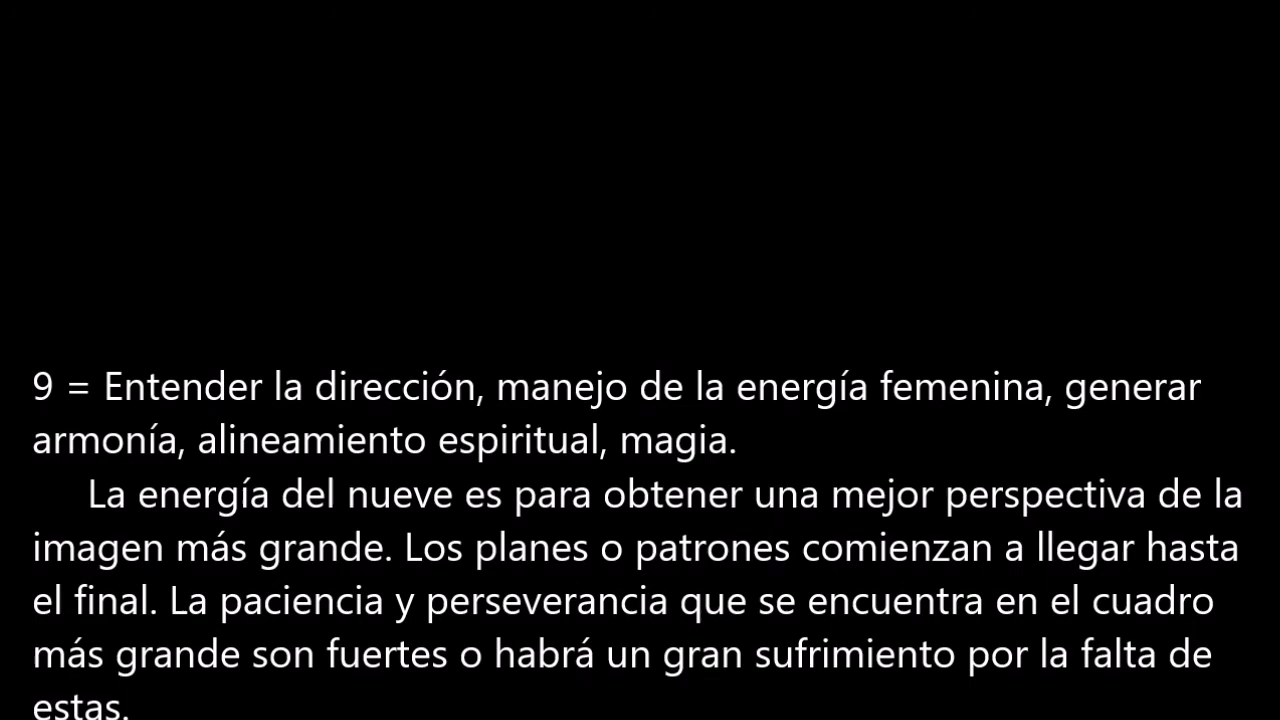 9 = Entender la dirección, manejo de la energía femenina, generar
armonía, alineamiento espiritual, magia.
La energía del nueve es para obtener una mejor perspectiva de la
imagen más grande. Los planes o patrones comienzan a llegar hasta
el final. La paciencia y perseverancia que se encuentra en el cuadro
más grande son fuertes o habrá un gran sufrimiento por la falta de
estas.